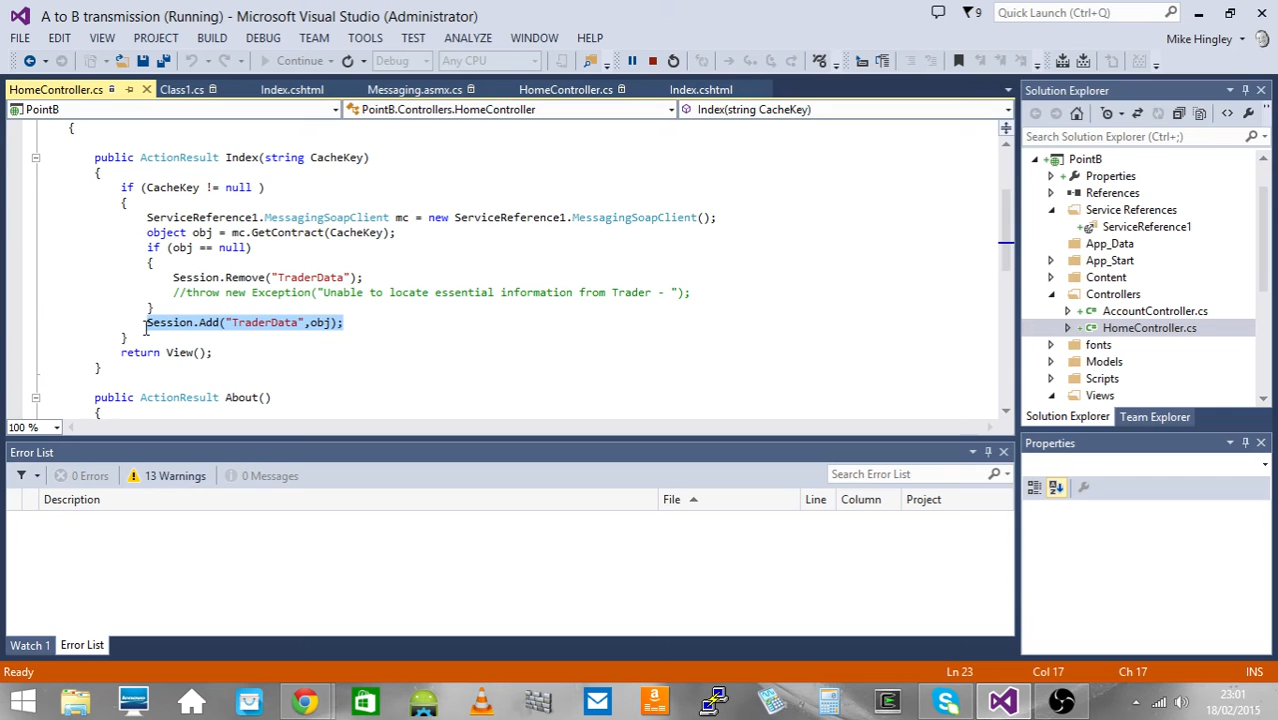 A to B transmission (Running) - Microsoft Visual Studio (Administrator)
9
Quick Launch (Ctrl+Q)
FILE EDIT VIEW PROJECT BUILD DEBUG TEAM TOOLS TEST ANALYZE WINDOW HELP
Mike Hingley
Continue Debug Any CPU
HomeController.cs Class1.cs Index.cshtml Messaging.asmx.cs HomeController.cs Index.cshtml
PointB PointB.Controllers.HomeController Index(string CacheKey)
{
public ActionResult Index(string CacheKey)
{
if (CacheKey != null )
{
ServiceReference1.MessagingSoapClient mc = new ServiceReference1.MessagingSoapClient();
object obj = mc.GetContract(CacheKey);
if (obj == null)
{
Session.Remove("TraderData");
//throw new Exception("Unable to locate essential information from Trader - ");
}
Session.Add("TraderData",obj);
}
return View();
}
public ActionResult About()
{
100 %
Solution Explorer
Search Solution Explorer (Ctrl+;)
PointB
Properties
References
Service References
ServiceReference1
App_Data
App_Start
Content
Controllers
AccountController.cs
HomeController.cs
fonts
Models
Scripts
Views
Solution Explorer Team Explorer
Properties
Error List
0 Errors 13 Warnings 0 Messages
Search Error List
Description File Line Column Project
Watch 1 Error List
Ready Ln 23 Col 17 Ch 17 INS
23:01
18/02/2015